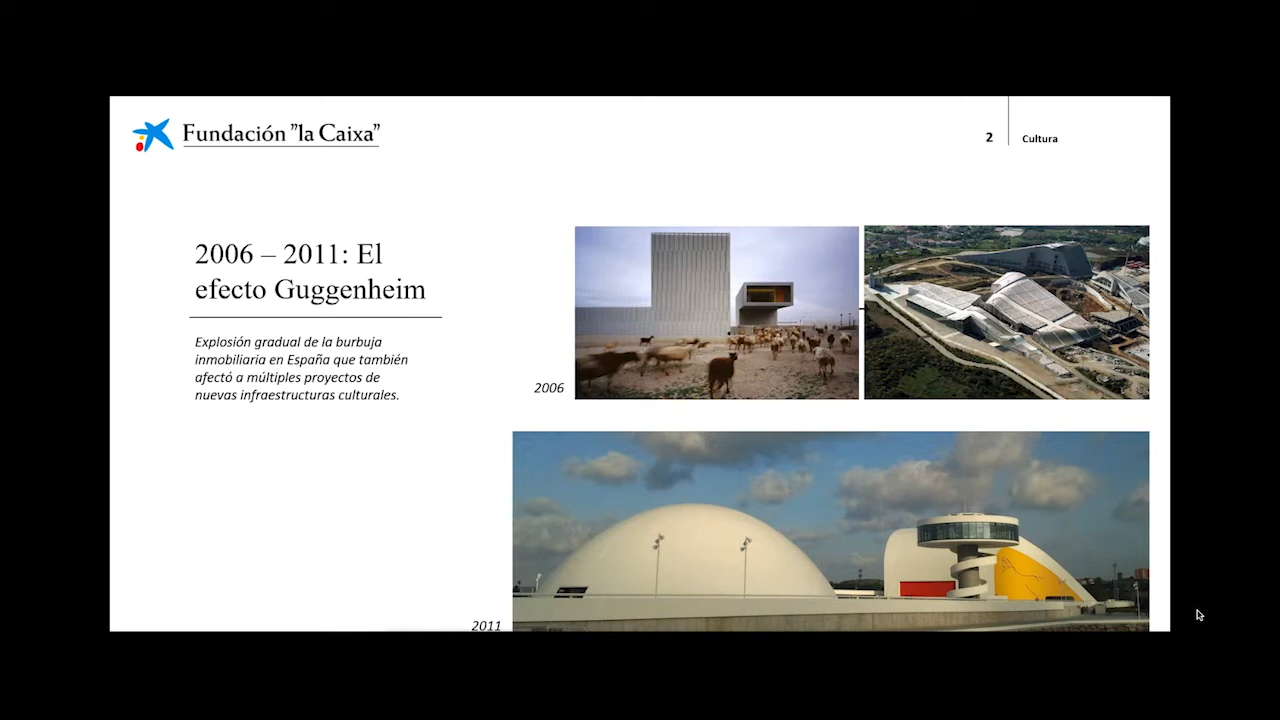 Fundación "la Caixa"
2 Cultura
2006 – 2011: El
efecto Guggenheim
Explosión gradual de la burbuja
inmobiliaria en España que también
afectó a múltiples proyectos de
nuevas infraestructuras culturales.
2006
2011